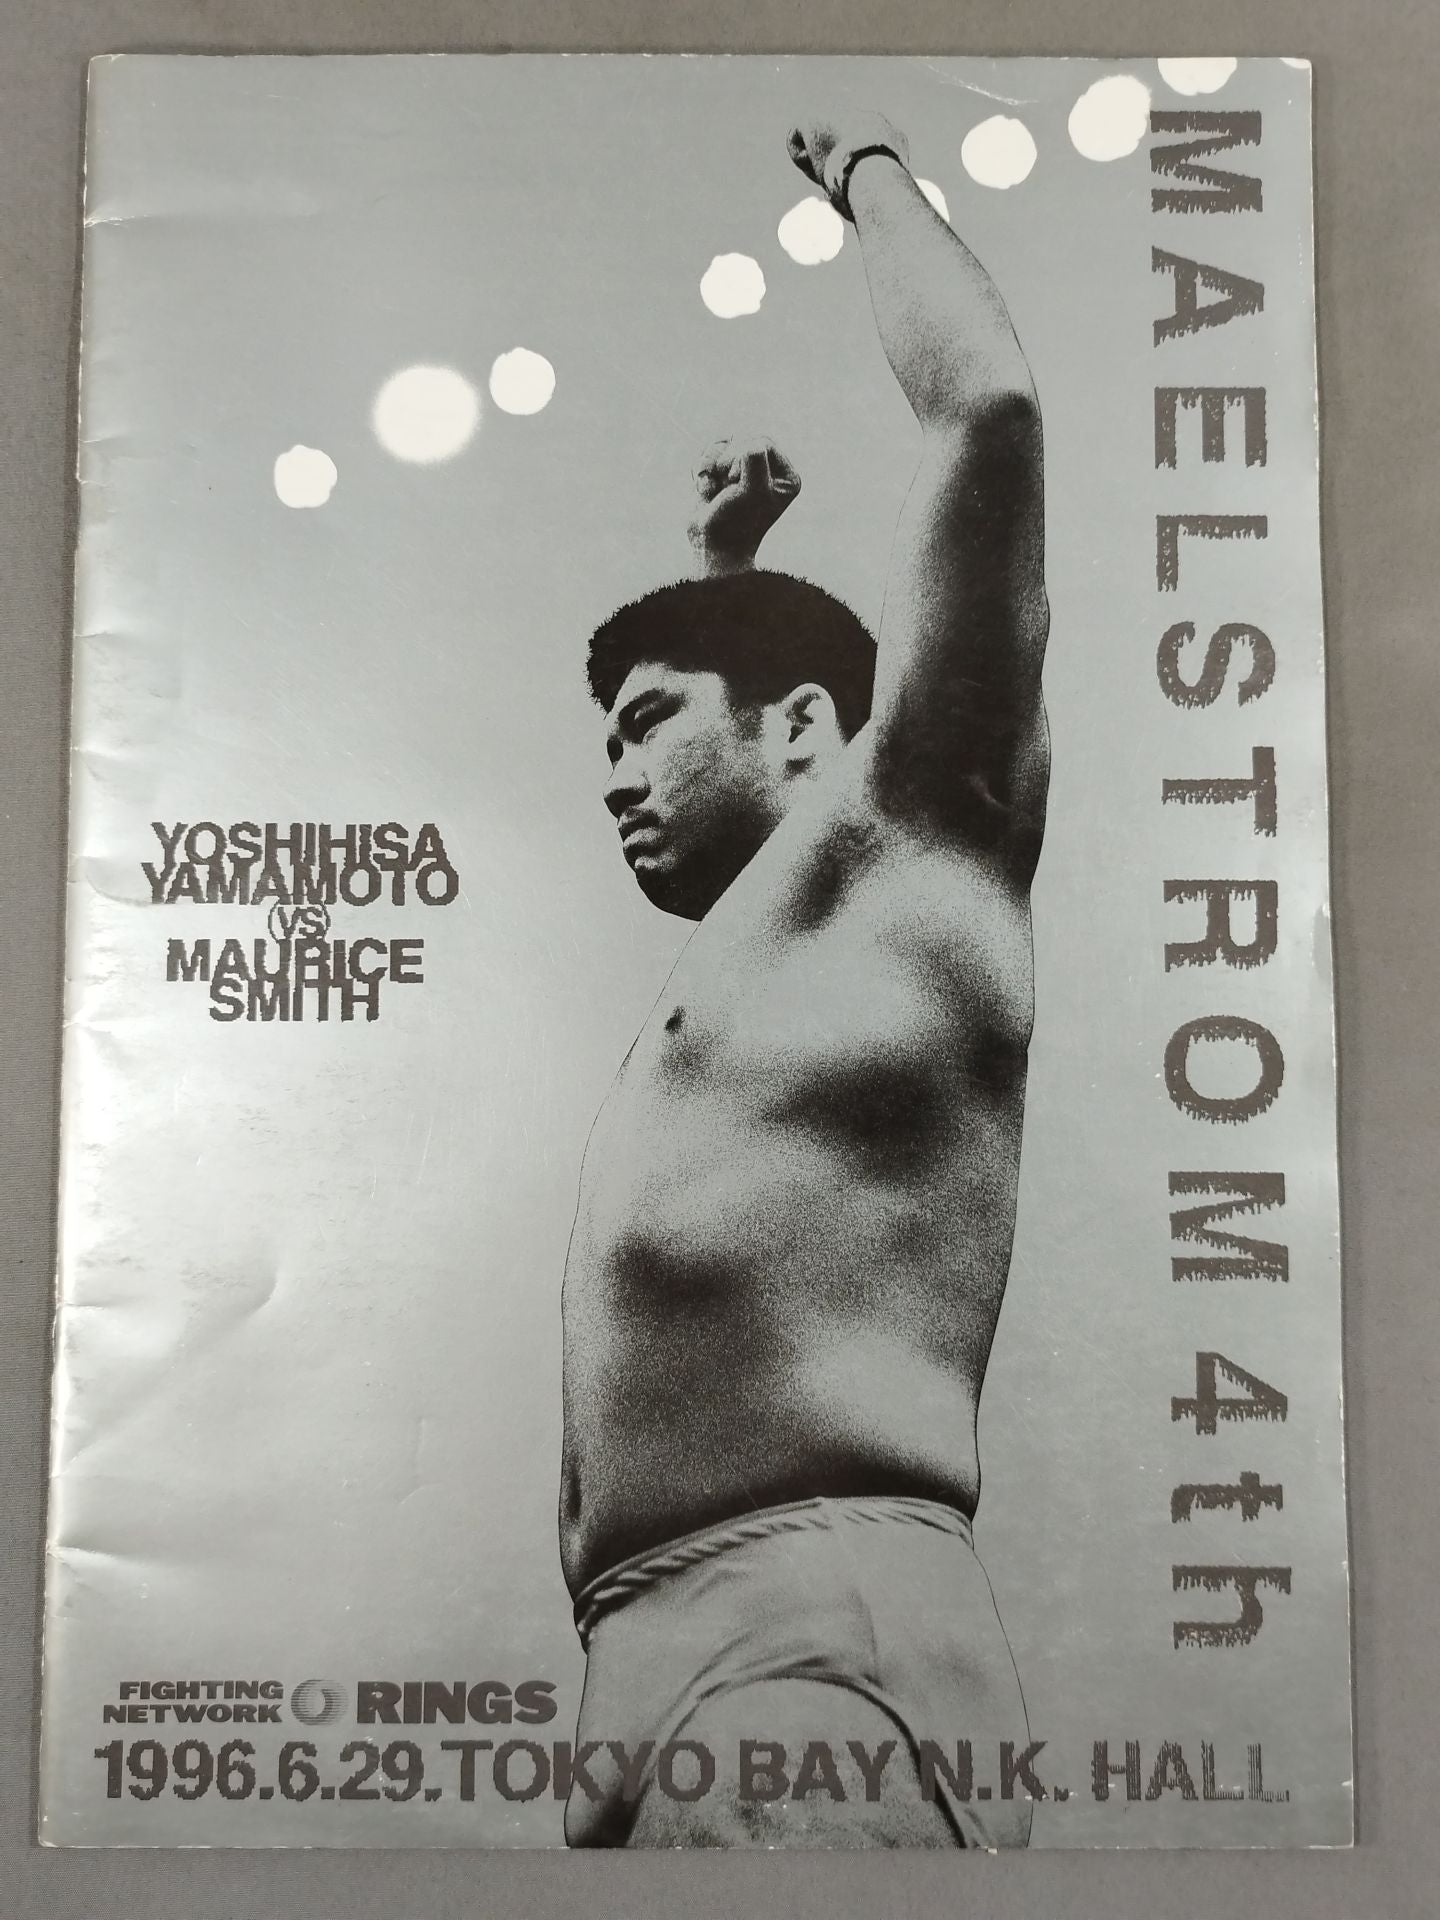 MAELSTROM 4th
YOSHIHISA
YAMAMOTO
VS
MAURICE
SMITH
FIGHTING
NETWORK
RINGS
1996.6.29.TOKYO BAY N.K. HALL